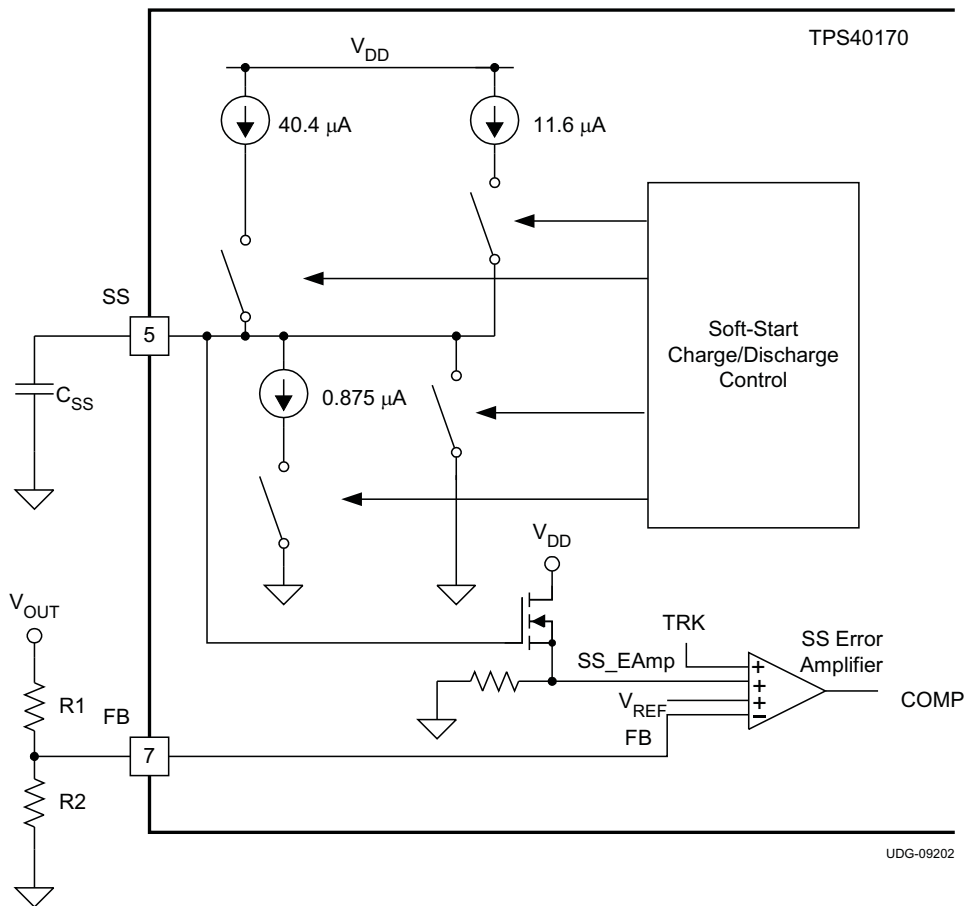 TPS40170
VDD
40.4 μA
11.6 μA
SS
5
Soft-Start
Charge/Discharge
Control
CSS
0.875 μA
VDD
VOUT
TRK
SS Error
Amplifier
SS_EAmp
+
+
+
−
R1
VREF
COMP
FB
FB
7
R2
UDG-09202